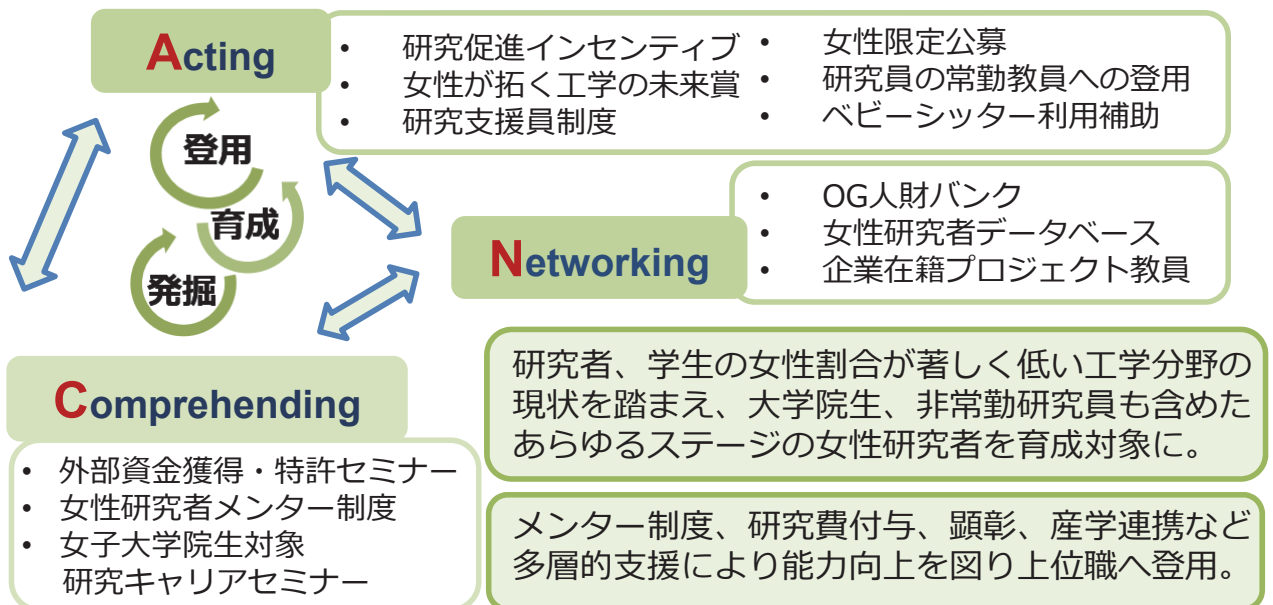 Acting
• 研究促進インセンティブ
• 女性が拓く工学の未来賞
• 研究支援員制度
• 女性限定公募
• 研究員の常勤教員への登用
• ベビーシッター利用補助
登用
育成
発掘
Networking
• OG人財バンク
• 女性研究者データベース
• 企業在籍プロジェクト教員
Comprehending
• 外部資金獲得・特許セミナー
• 女性研究者メンター制度
• 女子大学院生対象
研究キャリアセミナー
研究者、学生の女性割合が著しく低い工学分野の
現状を踏まえ、大学院生、非常勤研究員も含めた
あらゆるステージの女性研究者を育成対象に。
メンター制度、研究費付与、顕彰、産学連携など
多層的支援により能力向上を図り上位職へ登用。